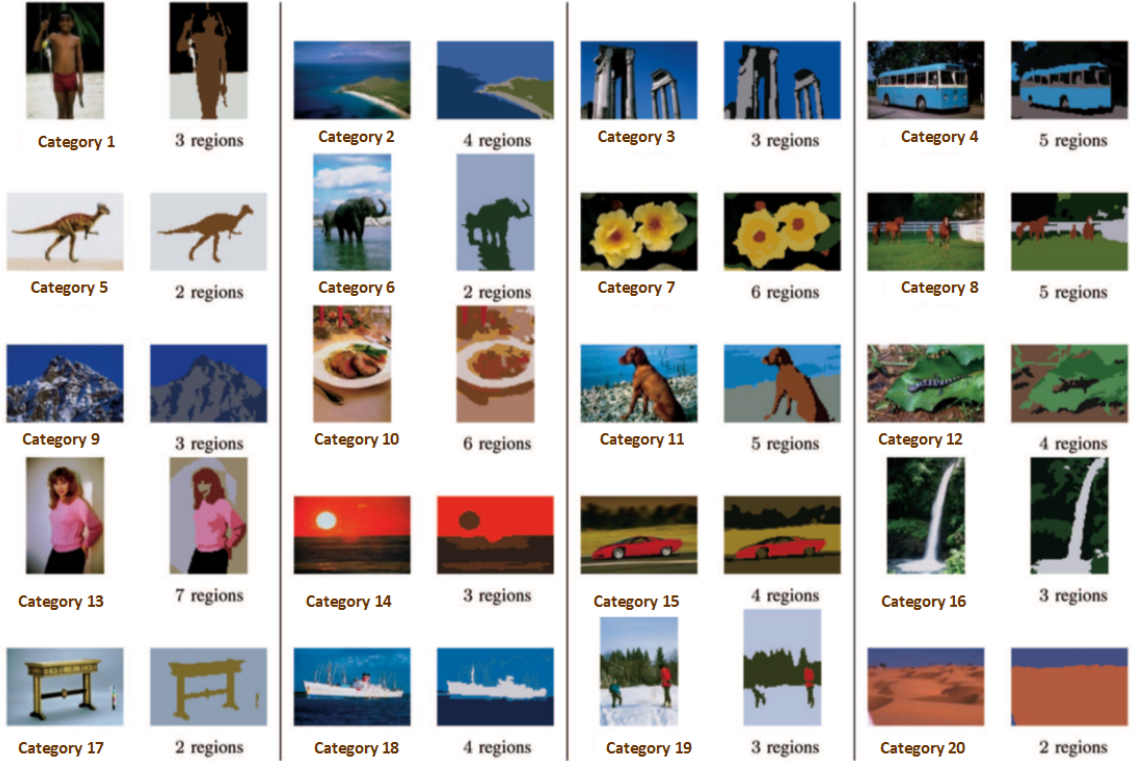 Category 1 3 regions
Category 2 4 regions
Category 3 3 regions
Category 4 5 regions
Category 5 2 regions
Category 6 2 regions
Category 7 6 regions
Category 8 5 regions
Category 9 3 regions
Category 10 6 regions
Category 11 5 regions
Category 12 4 regions
Category 13 7 regions
Category 14 3 regions
Category 15 4 regions
Category 16 3 regions
Category 17 2 regions
Category 18 4 regions
Category 19 3 regions
Category 20 2 regions